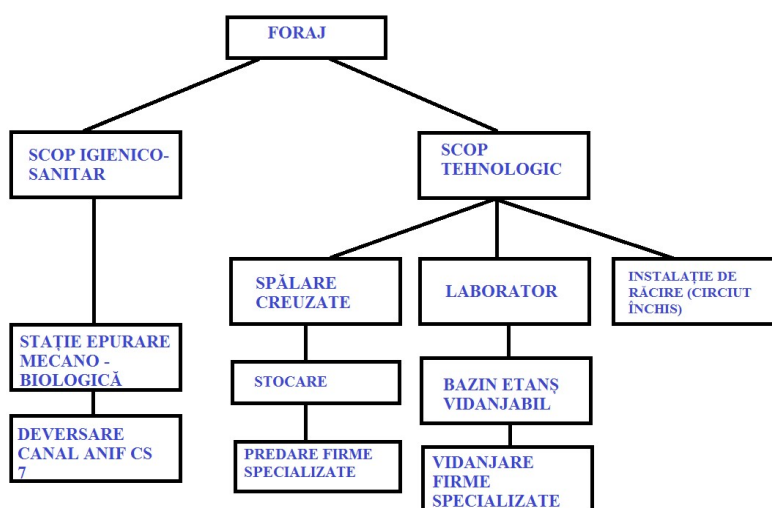 FORAJ
SCOP IGIENICO-
SANITAR
SCOP
TEHNOLOGIC
SPĂLARE
CREUZATE
LABORATOR
INSTALAȚIE DE
RĂCIRE (CIRCIUT
ÎNCHIS)
STAȚIE EPURARE
MECANO -
BIOLOGICĂ
STOCARE
BAZIN ETANȘ
VIDANJABIL
DEVERSARE
CANAL ANIF CS
7
PREDARE FIRME
SPECIALIZATE
VIDANJARE
FIRME
SPECIALIZATE